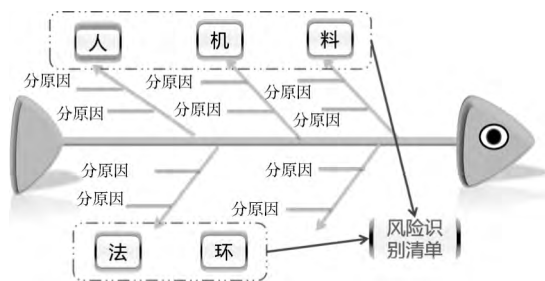 人 机 料
分原因 分原因 分原因
分原因 分原因 分原因
分原因 分原因
分原因 分原因
法 环
风险识
别清单